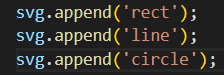 svg.append('rect');
svg.append('line');
svg.append('circle');